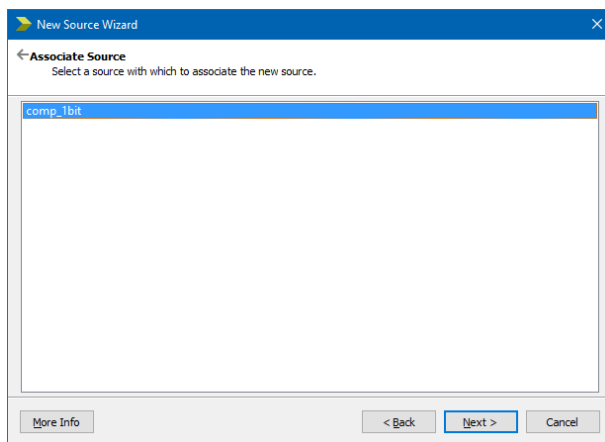 New Source Wizard
Associate Source
Select a source with which to associate the new source.
comp_1bit
More Info
< Back
Next >
Cancel